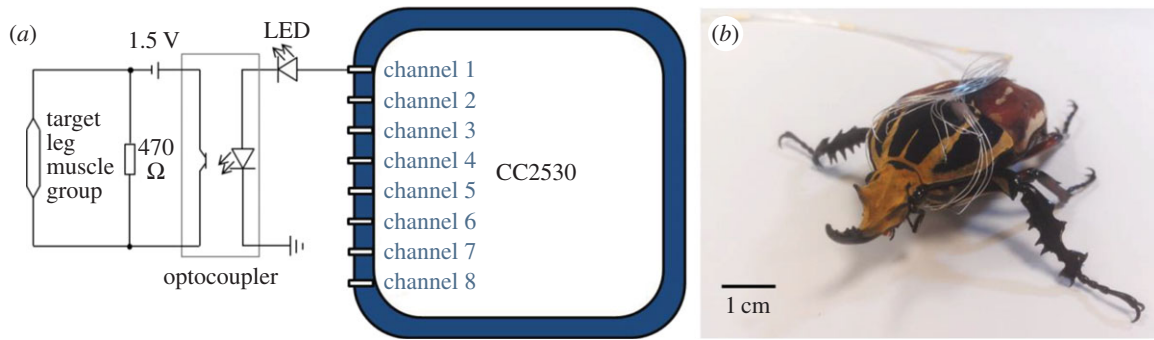 (a)
1.5 V
LED
target
leg
muscle
group
470
Ω
optocoupler
channel 1
channel 2
channel 3
channel 4
channel 5
channel 6
channel 7
channel 8
CC2530
(b)
1 cm